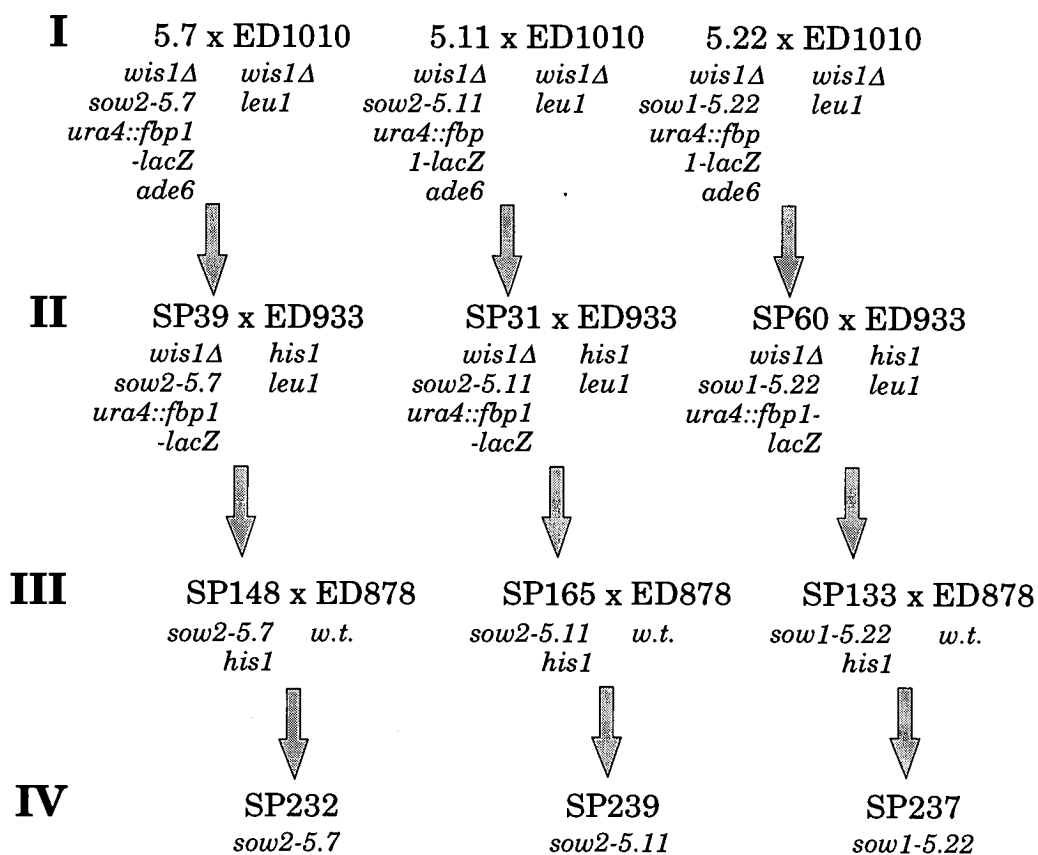 I 5.7 x ED1010 5.11 x ED1010 5.22 x ED1010
wis1Δ wis1Δ wis1Δ wis1Δ wis1Δ wis1Δ
sow2-5.7 leu1 sow2-5.11 leu1 sow1-5.22 leu1
ura4::fbp1 ura4::fbp ura4::fbp
-lacZ 1-lacZ 1-lacZ
ade6 ade6 ade6
II SP39 x ED933 SP31 x ED933 SP60 x ED933
wis1Δ his1 wis1Δ his1 wis1Δ his1
sow2-5.7 leu1 sow2-5.11 leu1 sow1-5.22 leu1
ura4::fbp1 ura4::fbp1 ura4::fbp1-
-lacZ -lacZ lacZ
III SP148 x ED878 SP165 x ED878 SP133 x ED878
sow2-5.7 w.t. sow2-5.11 w.t. sow1-5.22 w.t.
his1 his1 his1
IV SP232 SP239 SP237
sow2-5.7 sow2-5.11 sow1-5.22